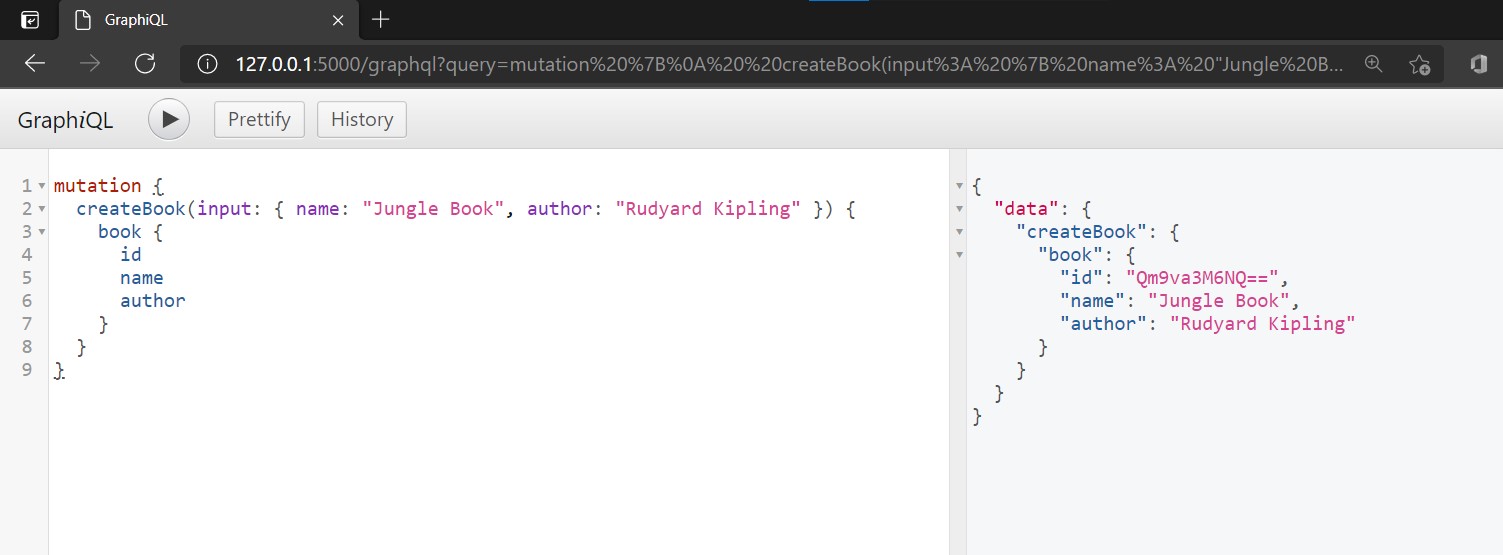 GraphiQL
127.0.0.1:5000/graphql?query=mutation%20%7B%0A%20%20createBook(input%3A%20%7B%20name%3A%20"Jungle%20B...
GraphiQL
Prettify
History
1 mutation {
2 createBook(input: { name: "Jungle Book", author: "Rudyard Kipling" }) {
3 book {
4 id
5 name
6 author
7 }
8 }
9 }
{
"data": {
"createBook": {
"book": {
"id": "Qm9va3M6NQ==",
"name": "Jungle Book",
"author": "Rudyard Kipling"
}
}
}
}